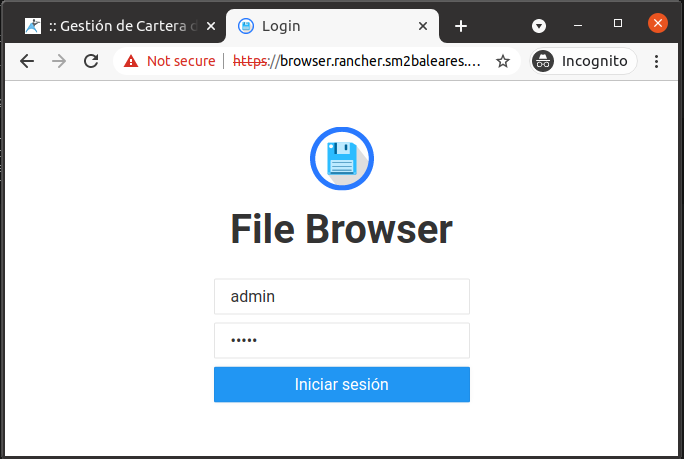 :: Gestión de Cartera d
Login
Not secure
https://browser.rancher.sm2baleares.…
Incognito
File Browser
admin
•••••
Iniciar sesión